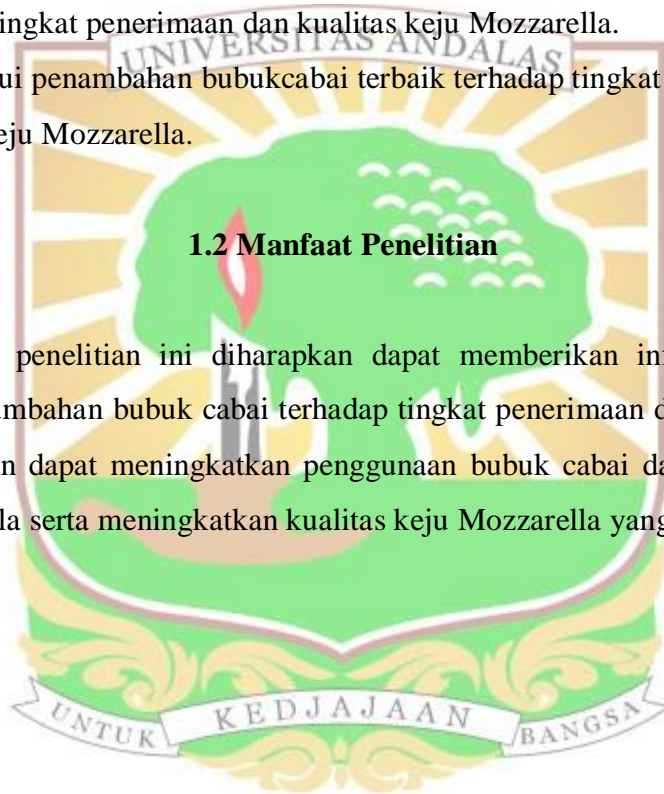 ingkat penerimaan dan kualitas keju Mozzarella.
UNIVERSITAS ANDALAS
ui penambahan bubukcabai terbaik terhadap tingkat
eju Mozzarella.
1.2 Manfaat Penelitian
penelitian ini diharapkan dapat memberikan in
umbahan bubuk cabai terhadap tingkat penerimaan d
n dapat meningkatkan penggunaan bubuk cabai da
la serta meningkatkan kualitas keju Mozzarella yang
UNTUK KEDJAJAAN BANGSA